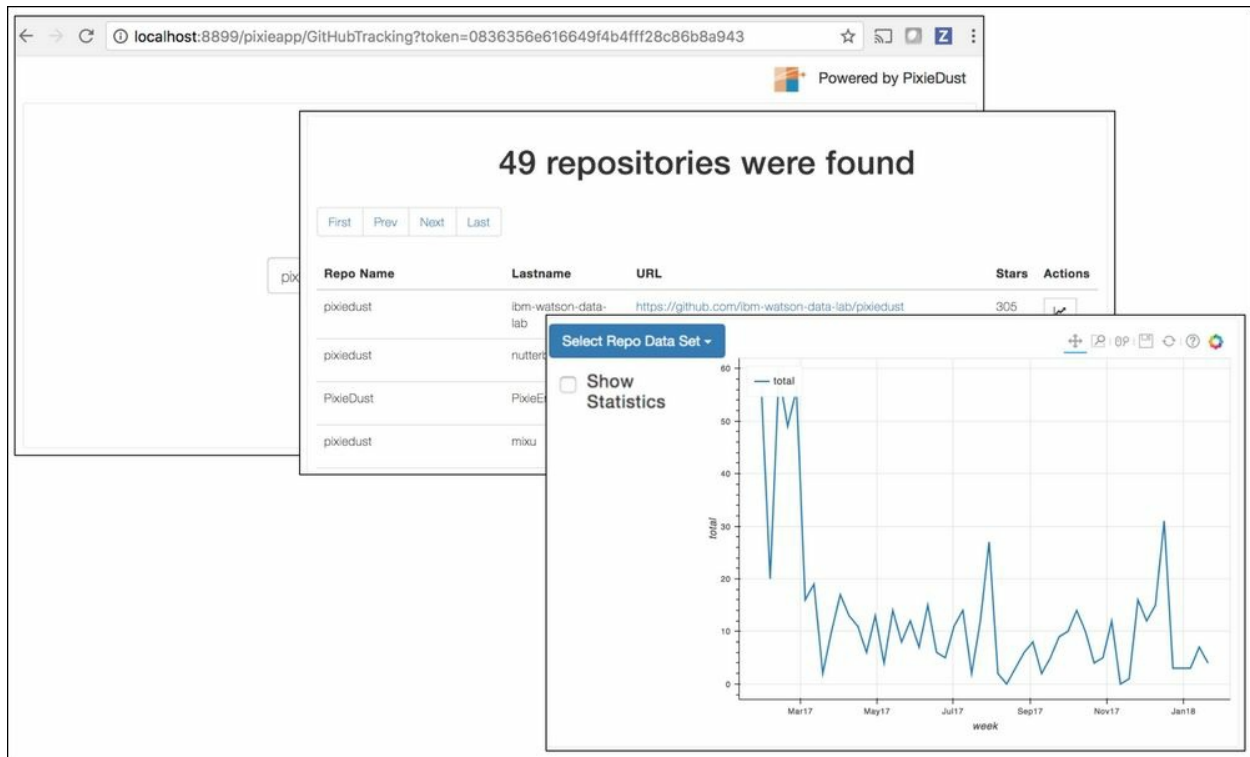 localhost:8899/pixieapp/GitHubTracking?token=0836356e616649f4b4fff28c86b8a943
Z
Powered by PixieDust
49 repositories were found
First Prev Next Last
pix
Repo Name Lastname URL Stars Actions
pixiedust ibm-watson-data-lab https://github.com/ibm-watson-data-lab/pixiedust 305
pixiedust
PixieDust
pixiedust mixu
Select Repo Data Set
Show
Statistics
total
60
50
40
30
20
10
0
total
Mar17 May17 Jul17 Sep17 Nov17 Jan18
week